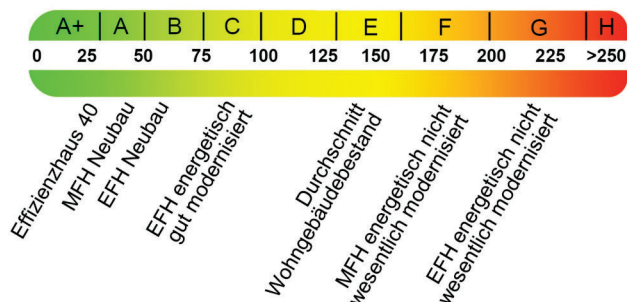 A+ A B C D E F G H
0 25 50 75 100 125 150 175 200 225 >250
Effizienzhaus 40
MFH Neubau
EFH Neubau
EFH energetisch
gut modernisiert
Durchschnitt
Wohngebäudebestand
MFH energetisch nicht
wesentlich modernisiert
EFH energetisch nicht
wesentlich modernisiert